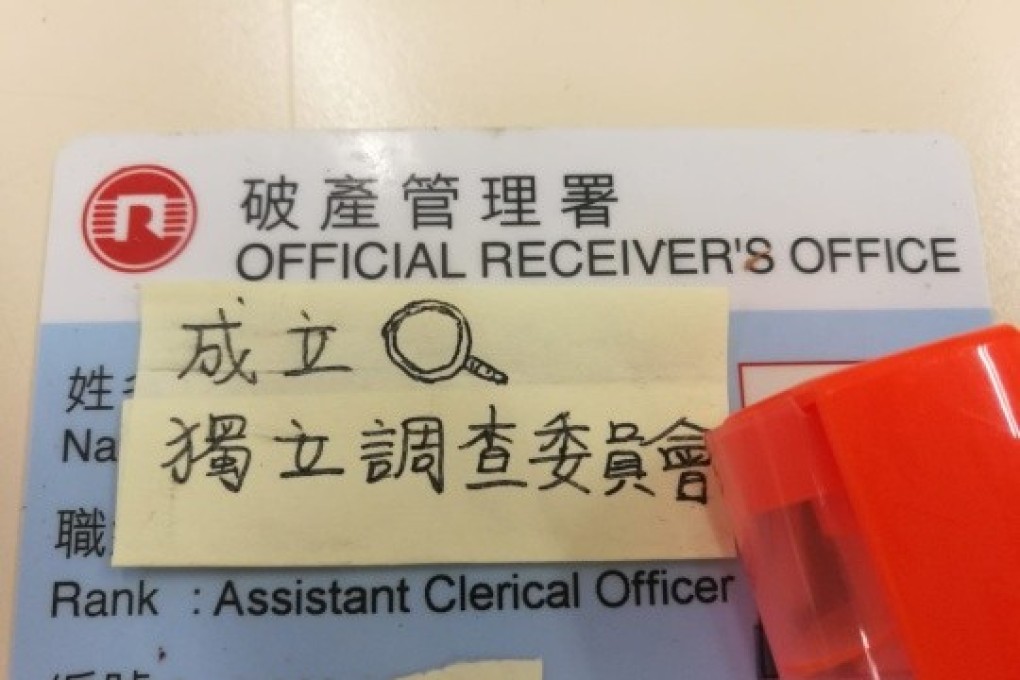 R
破產管理署
OFFICIAL RECEIVER'S OFFICE
成立
姓
Na
獨立調查委員會
職
Rank : Assistant Clerical Officer